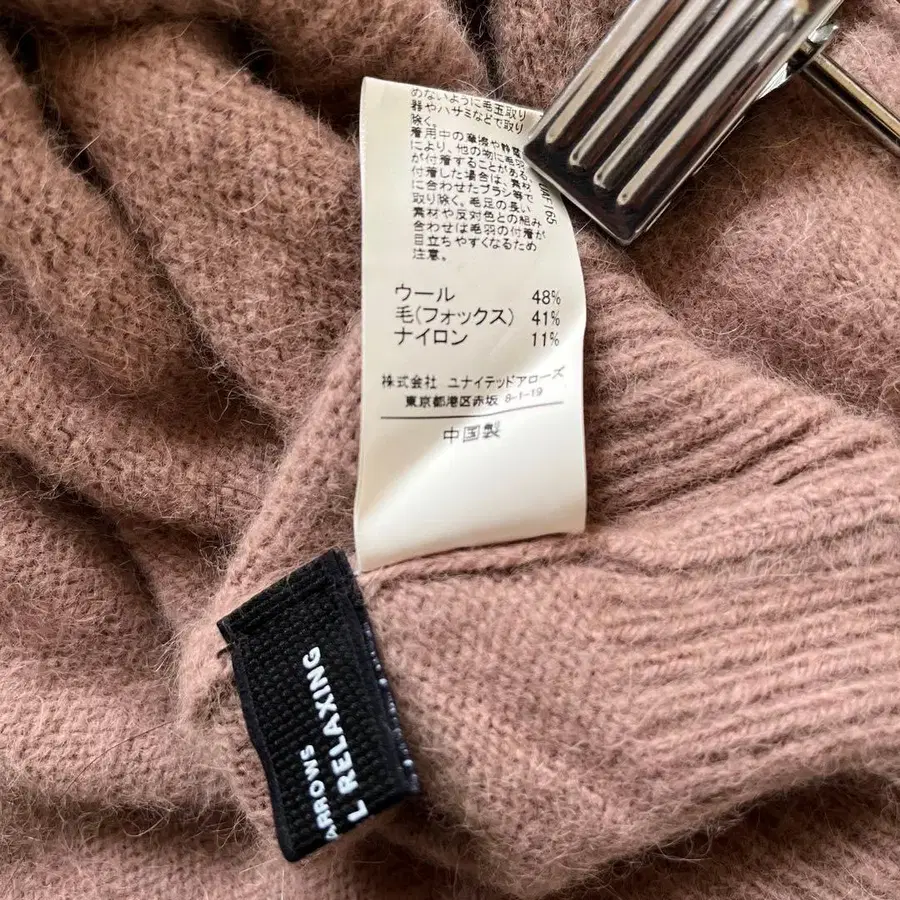 めないように毛玉取り
器やハサミなどで取り
除く。
着用中の摩擦や静電
により、他の物に毛羽
が付着することがある。
付着した場合は、素材
に合わせたブラシ等で
取り除く。毛足の長い
素材や反対色との組み
合わせは毛羽の付着が
目立ちやすくなるため
注意。
UAF165
ウール 48%
毛(フォックス) 41%
ナイロン 11%
株式会社 ユナイテッドアローズ
東京都港区赤坂 8-1-19
中国製
ARROWS
L RELAXING